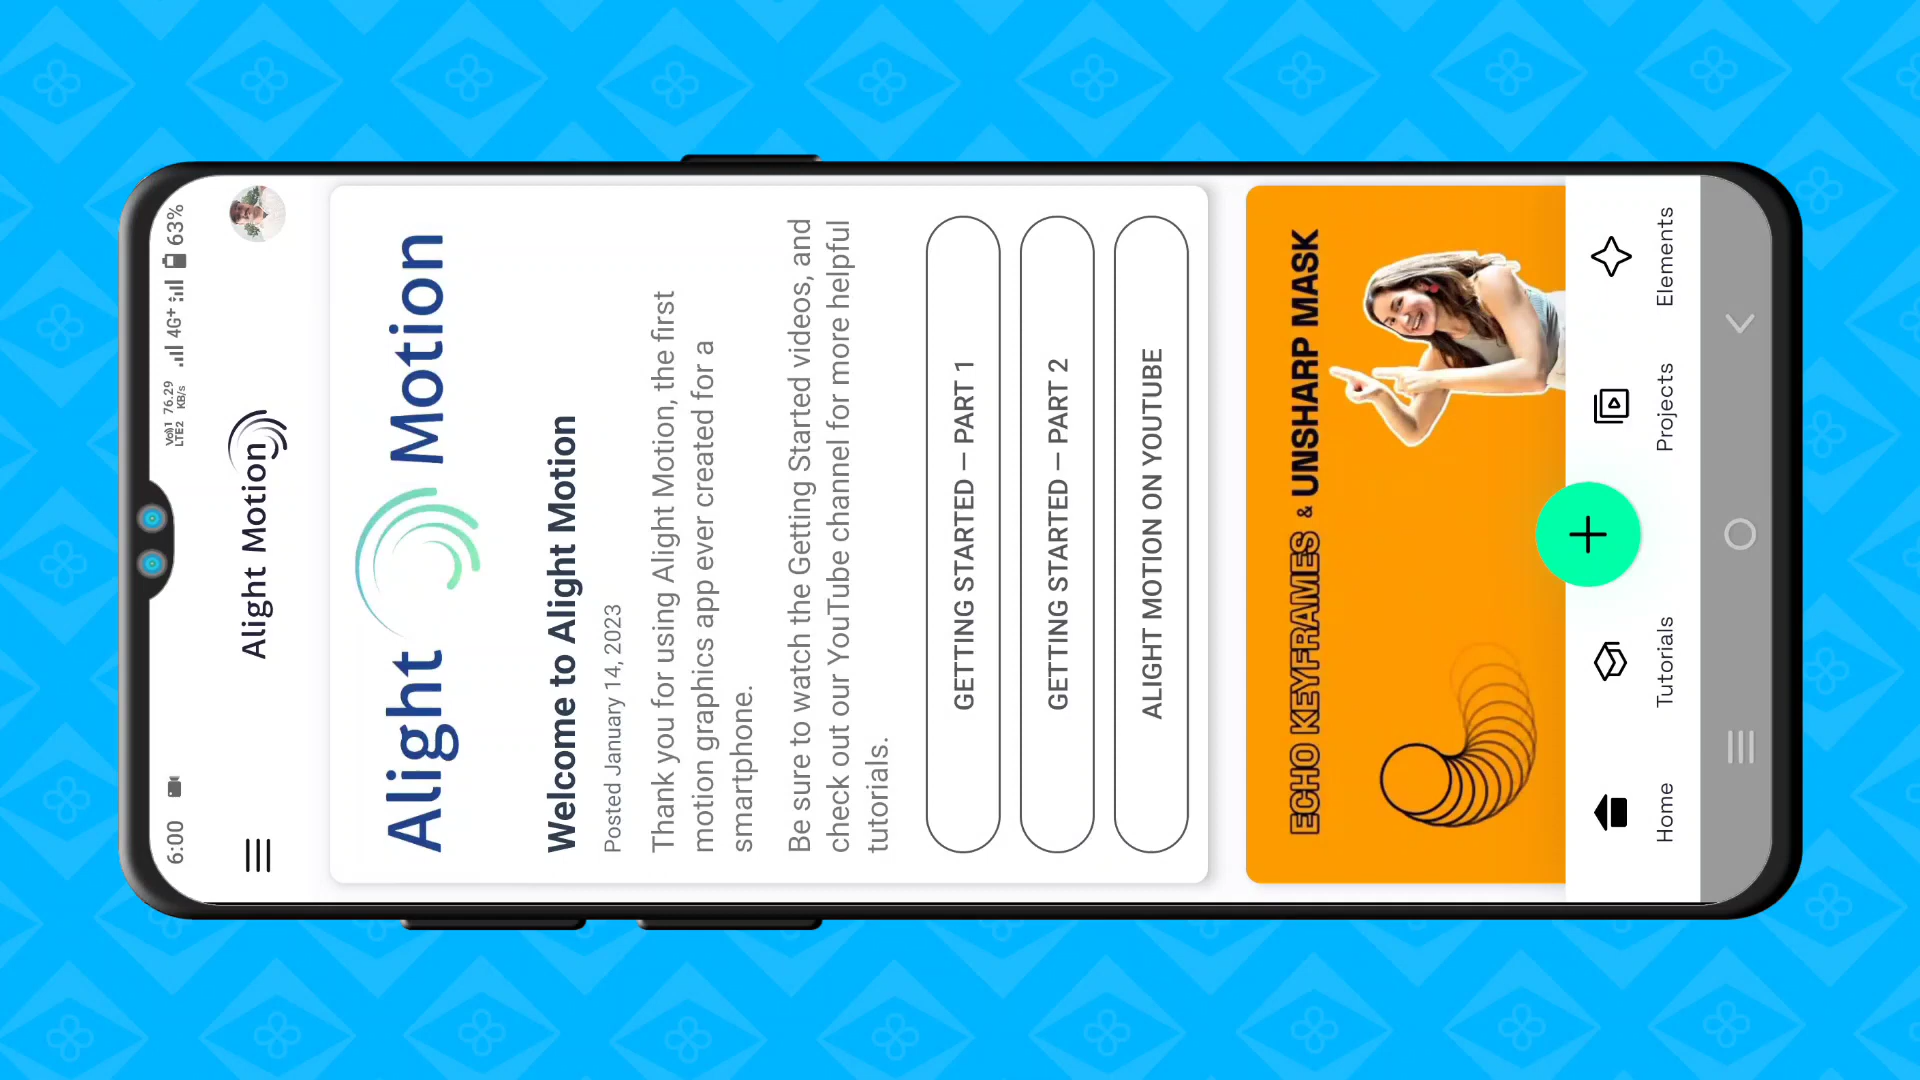 6:00
Vo)) 76.29
LTE2 KB/s
4G+
63%
Alight Motion
Alight Motion
Welcome to Alight Motion
Posted January 14, 2023
Thank you for using Alight Motion, the first
motion graphics app ever created for a
smartphone.
Be sure to watch the Getting Started videos, and
check out our YouTube channel for more helpful
tutorials.
GETTING STARTED — PART 1
GETTING STARTED — PART 2
ALIGHT MOTION ON YOUTUBE
ECHO KEYFRAMES & UNSHARP MASK
Home
Tutorials
Projects
Elements